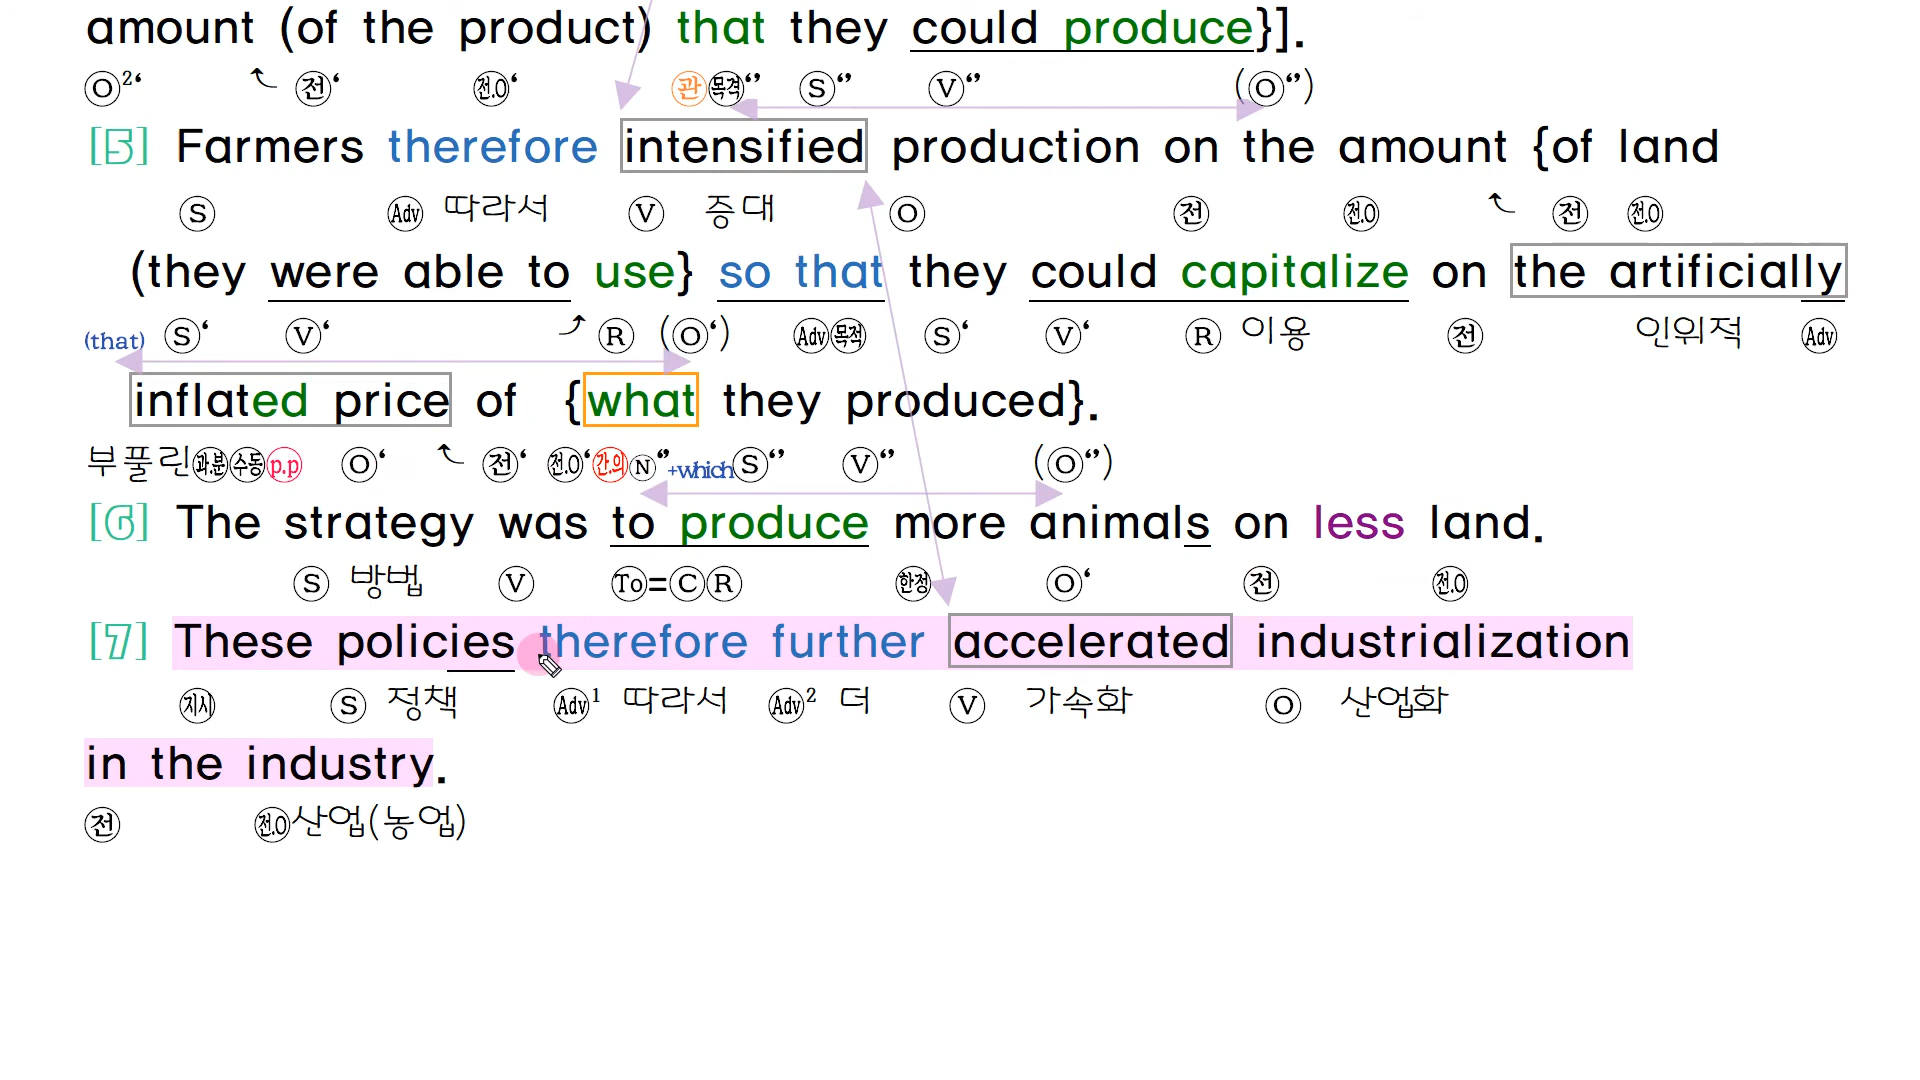 amount (of the product) that they could produce}].
Ⓞ²‘ 전‘ 전.O‘ 관 목격‘’ Ⓢ‘’ Ⓥ‘’ (Ⓞ‘’)
[5] Farmers therefore intensified production on the amount {of land
Ⓢ Adv 따라서 Ⓥ 증대 Ⓞ 전 전.O 전 전.O
(they were able to use} so that they could capitalize on the artificially
(that) Ⓢ‘ Ⓥ‘ Ⓡ (Ⓞ‘) Adv 목적 Ⓢ‘ Ⓥ‘ Ⓡ 이용 전 인위적 Adv
inflated price of {what they produced}.
부풀린 과.분 수동 p.p Ⓞ‘ 전‘ 전.O‘ 간.의 Ⓝ‘’ +which Ⓢ‘’ Ⓥ‘’ (Ⓞ‘’)
[6] The strategy was to produce more animals on less land.
Ⓢ 방법 Ⓥ To=ⒸⓇ 한정 Ⓞ‘ 전 전.O
[7] These policies therefore further accelerated industrialization
지시 Ⓢ 정책 Adv¹ 따라서 Adv² 더 Ⓥ 가속화 Ⓞ 산업화
in the industry.
전 전.O 산업(농업)